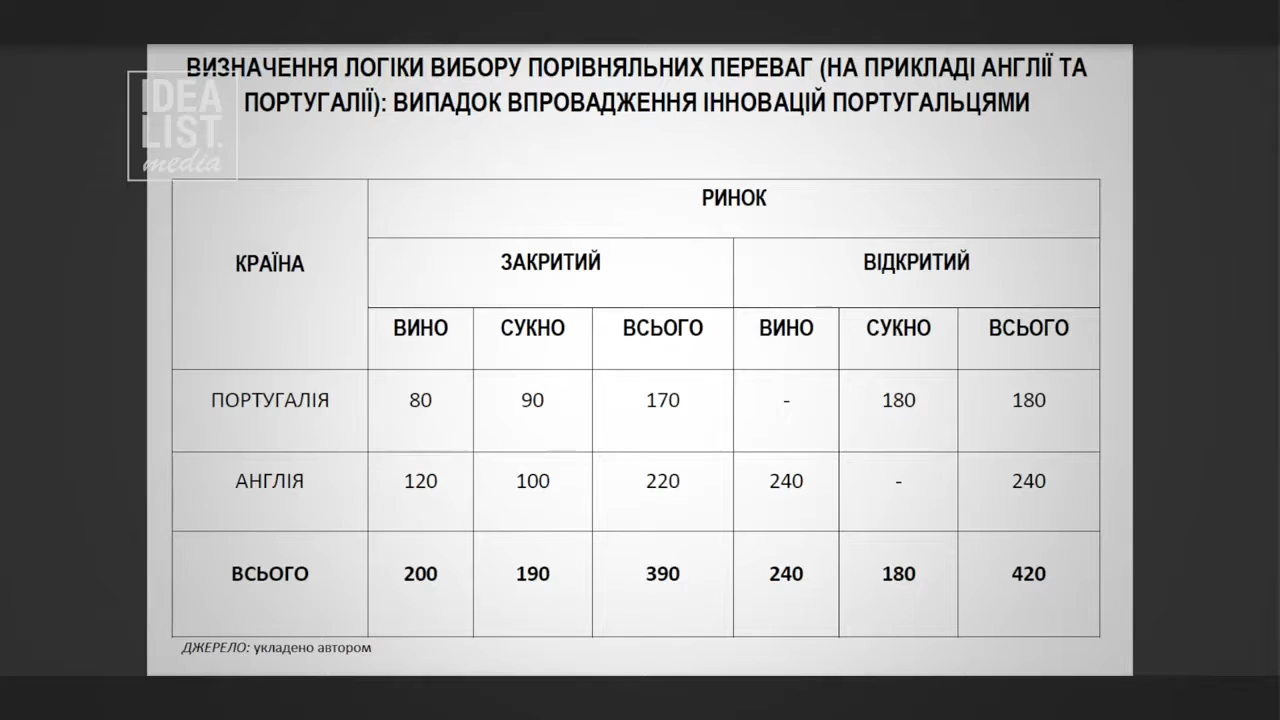 ВИЗНАЧЕННЯ ЛОГІКИ ВИБОРУ ПОРІВНЯЛЬНИХ ПЕРЕВАГ (НА ПРИКЛАДІ АНГЛІЇ ТА
ПОРТУГАЛІЇ): ВИПАДОК ВПРОВАДЖЕННЯ ІННОВАЦІЙ ПОРТУГАЛЬЦЯМИ
IDEA
LIST.
media
КРАЇНА
РИНОК
ЗАКРИТИЙ ВІДКРИТИЙ
ВИНО СУКНО ВСЬОГО ВИНО СУКНО ВСЬОГО
ПОРТУГАЛІЯ 80 90 170 - 180 180
АНГЛІЯ 120 100 220 240 - 240
ВСЬОГО 200 190 390 240 180 420
ДЖЕРЕЛО: укладено автором